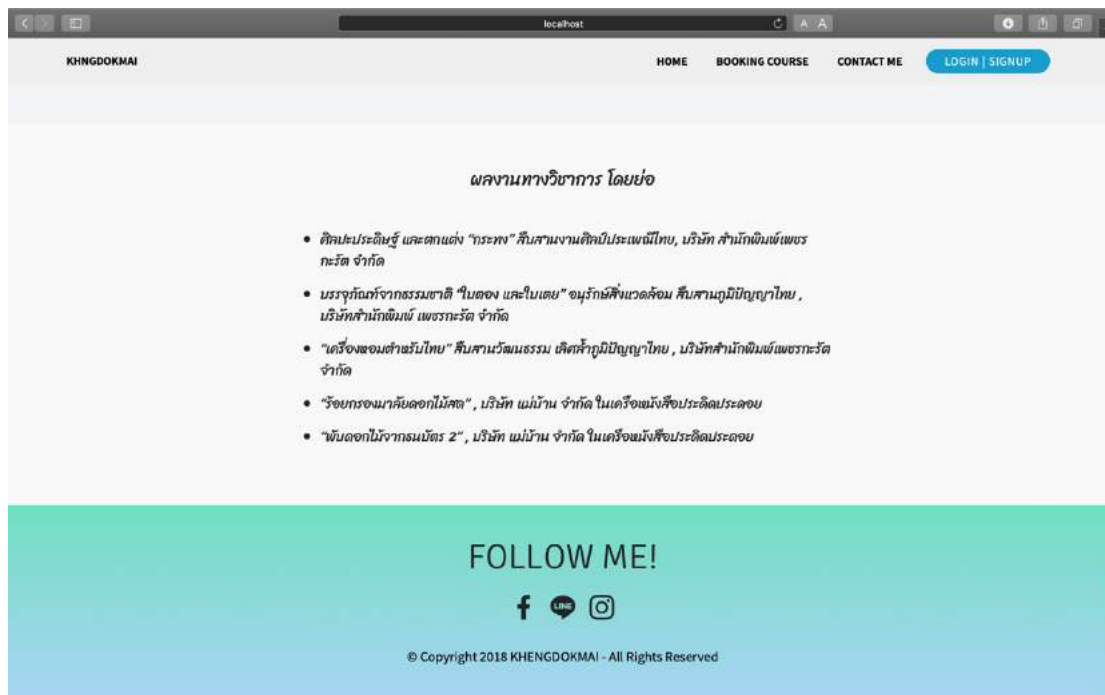 localhost
A A
KHNGDOKMAI
HOME BOOKING COURSE CONTACT ME LOGIN | SIGNUP
ผลงานทางวิชาการ โดยย่อ
• ศิลปะประดิษฐ์ และตกแต่ง “กระทง” สืบสานงานศิลป์ประเพณีไทย, บริษัท สำนักพิมพ์เพชร
กะรัต จำกัด
• บรรจุภัณฑ์จากธรรมชาติ “ใบตอง และใบเตย” อนุรักษ์สิ่งแวดล้อม สืบสานภูมิปัญญาไทย ,
บริษัทสำนักพิมพ์ เพชรกะรัต จำกัด
• “เครื่องหอมตำหรับไทย” สืบสานวัฒนธรรม เลิศล้ำภูมิปัญญาไทย , บริษัทสำนักพิมพ์เพชรกะรัต
จำกัด
• “ร้อยกรองมาลัยดอกไม้สด” , บริษัท แม่บ้าน จำกัด ในเครือหนังสือประดิดประดอย
• “พับดอกไม้จากธนบัตร 2” , บริษัท แม่บ้าน จำกัด ในเครือหนังสือประดิดประดอย
FOLLOW ME!
LINE
© Copyright 2018 KHENGDOKMAI - All Rights Reserved